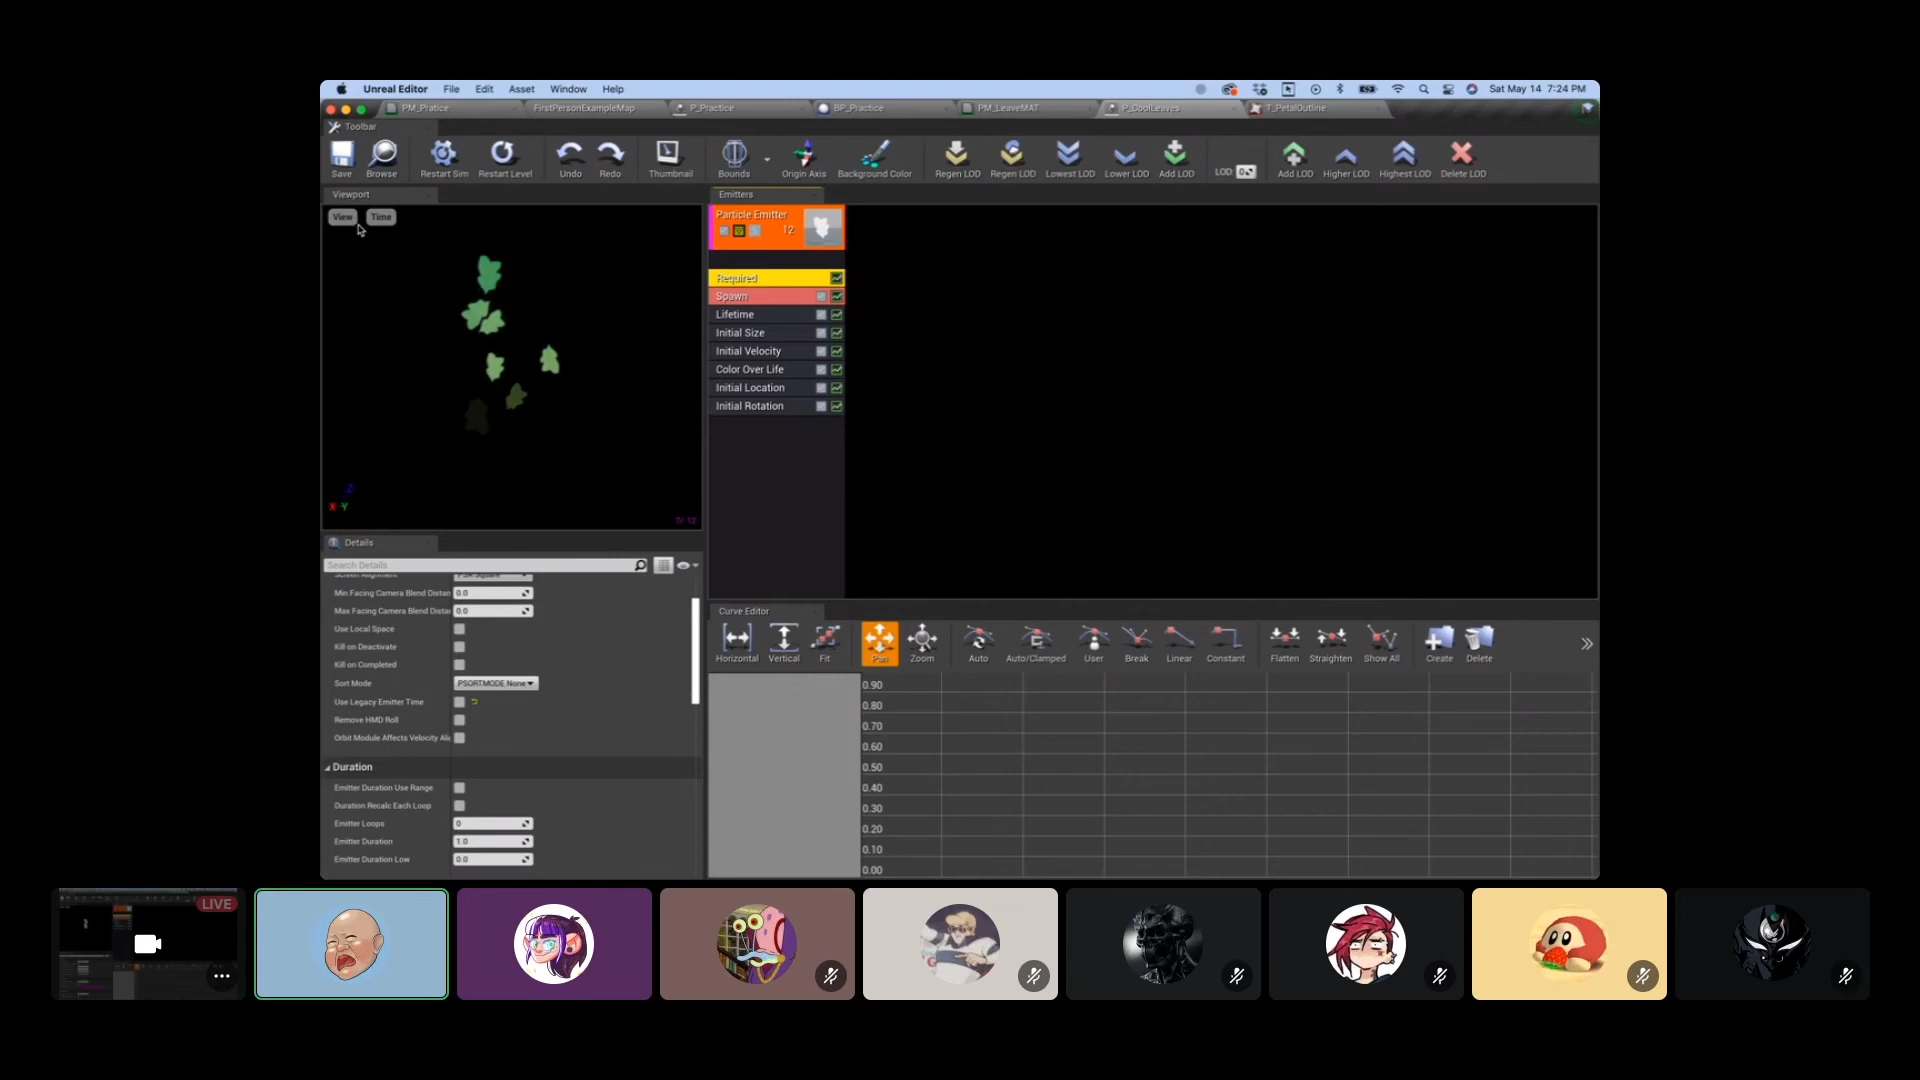 Unreal Editor File Edit Asset Window Help Sat May 14 7:24 PM
PM_Pratice FirstPersonExampleMap P_Practice BP_Practice PM_LeaveMAT P_CoolLeaves T_PetalOutline
Toolbar
Save Browse Restart Sim Restart Level Undo Redo Thumbnail Bounds Origin Axis Background Color Regen LOD Regen LOD Lowest LOD Lower LOD Add LOD LOD 0 Add LOD Higher LOD Highest LOD Delete LOD
Viewport
View Time
Z
X Y
7/ 12
Emitters
Particle Emitter
12
Required
Spawn
Lifetime
Initial Size
Initial Velocity
Color Over Life
Initial Location
Initial Rotation
Details
Search Details
Screen Alignment PSA Square
Min Facing Camera Blend Distan 0.0
Max Facing Camera Blend Distan 0.0
Use Local Space
Kill on Deactivate
Kill on Completed
Sort Mode PSORTMODE None
Use Legacy Emitter Time
Remove HMD Roll
Orbit Module Affects Velocity Ali
Duration
Emitter Duration Use Range
Duration Recalc Each Loop
Emitter Loops 0
Emitter Duration 1.0
Emitter Duration Low 0.0
Curve Editor
Horizontal Vertical Fit Pan Zoom Auto Auto/Clamped User Break Linear Constant Flatten Straighten Show All Create Delete
0.90
0.80
0.70
0.60
0.50
0.40
0.30
0.20
0.10
0.00
LIVE